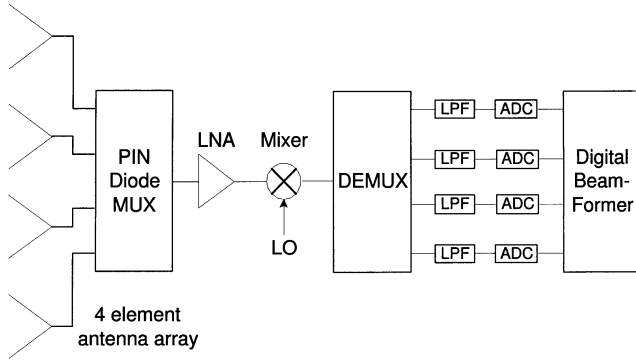 LNA
Mixer
PIN
Diode
MUX
LO
DEMUX
LPF
ADC
LPF
ADC
LPF
ADC
LPF
ADC
Digital
Beam-
Former
4 element
antenna array